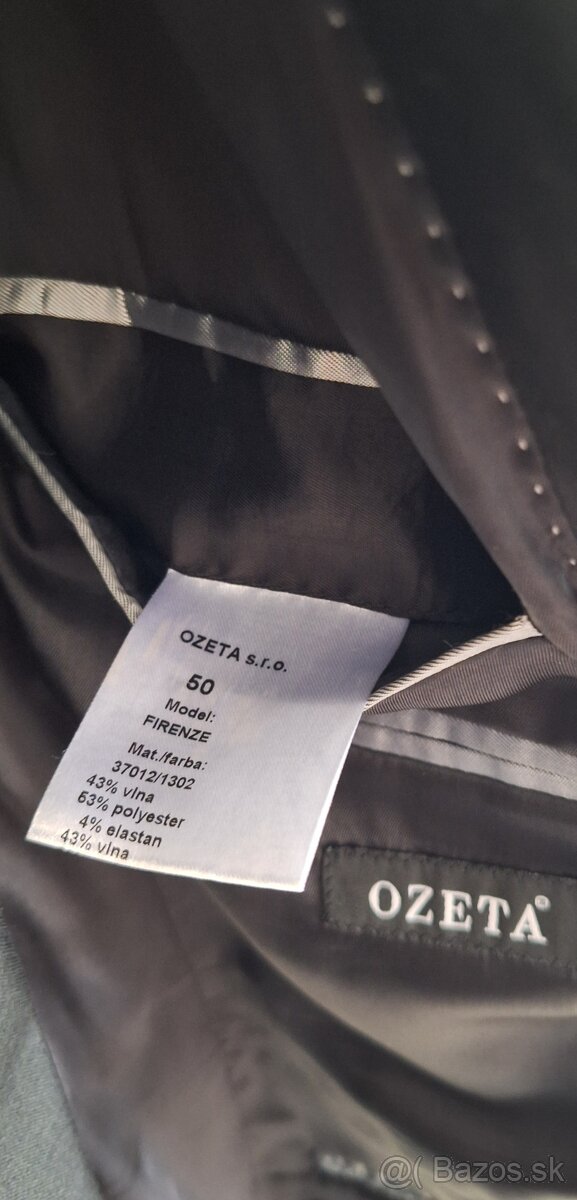 OZETA s.r.o.
50
Model:
FIRENZE
Mat./farba:
37012/1302
43% vlna
53% polyester
4% elastan
43% vlna
OZETA®
@( Bazos.sk